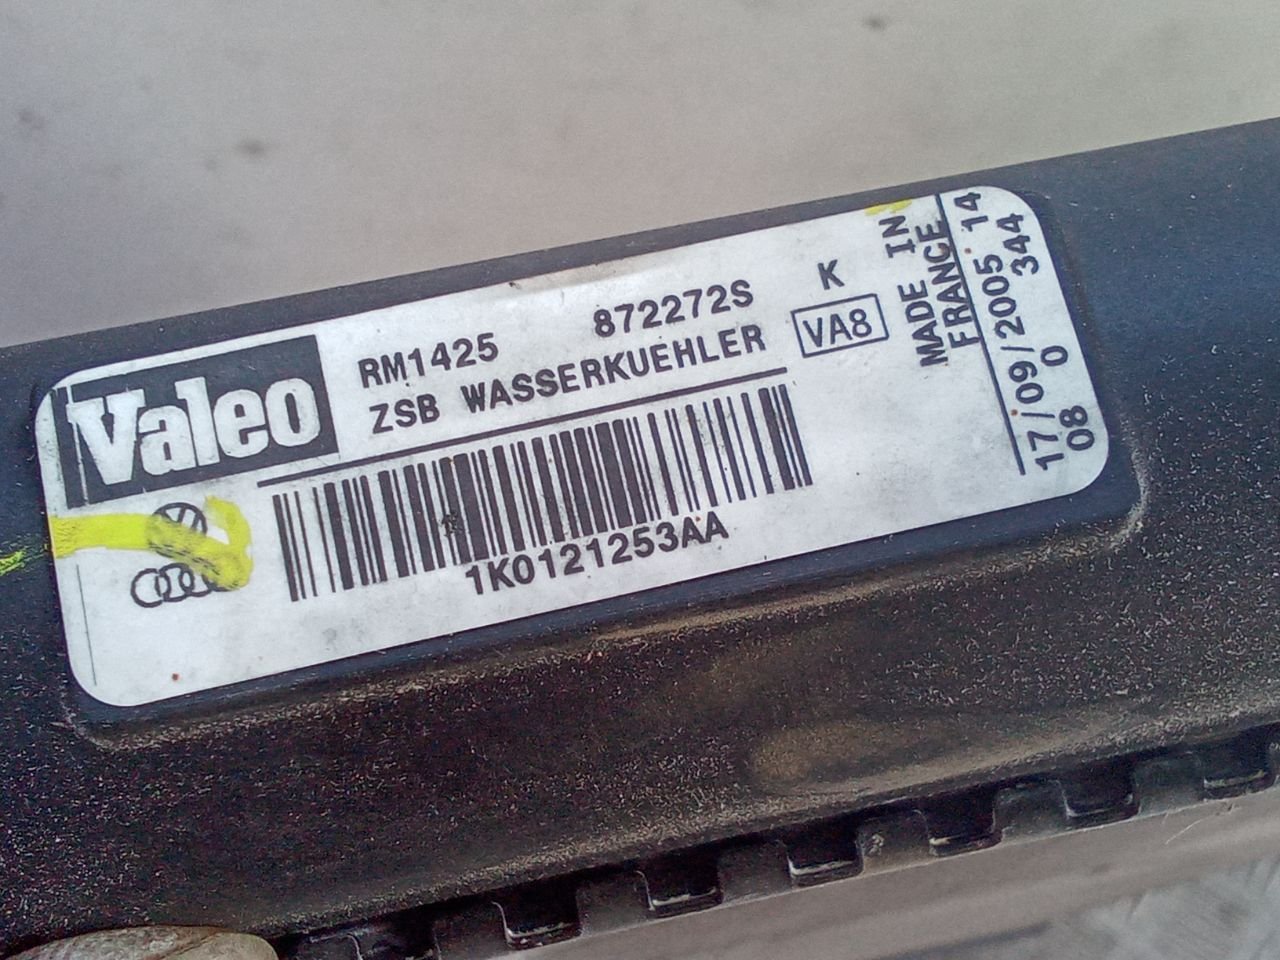 Valeo
RM1425 872272S K
ZSB WASSERKUEHLER VA8
1K0121253AA
MADE IN
FRANCE
17/09/2005 14
08 0 344